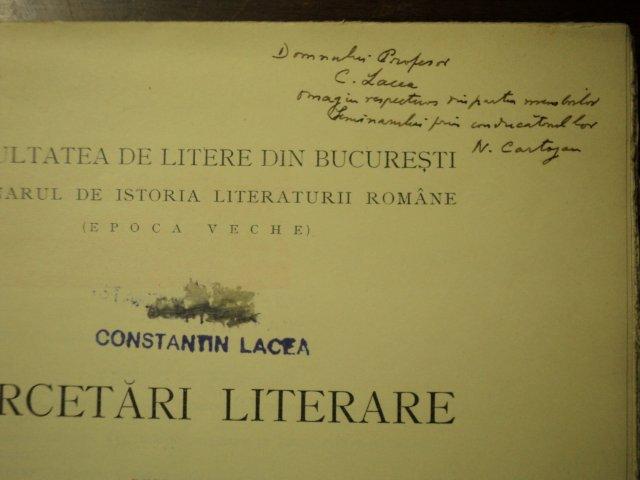 Domnului Profesor
C. Lacea
omagiu respectuos din partea membrilor
Seminarului prin conducatorul lor
N. Cartojan
ULTATEA DE LITERE DIN BUCUREȘTI
NARUL DE ISTORIA LITERATURII ROMÂNE
(EPOCA VECHE)
CONSTANTIN LACEA
RCETĂRI LITERARE